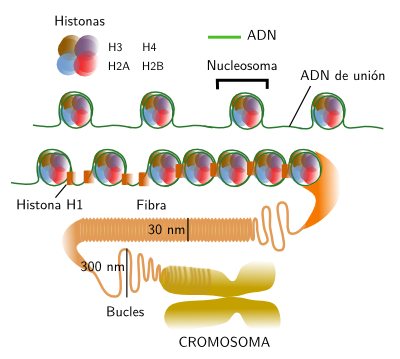 Histonas
H3 H4
H2A H2B
ADN
Nucleosoma
ADN de unión
Histona H1
Fibra
30 nm
300 nm
Bucles
CROMOSOMA